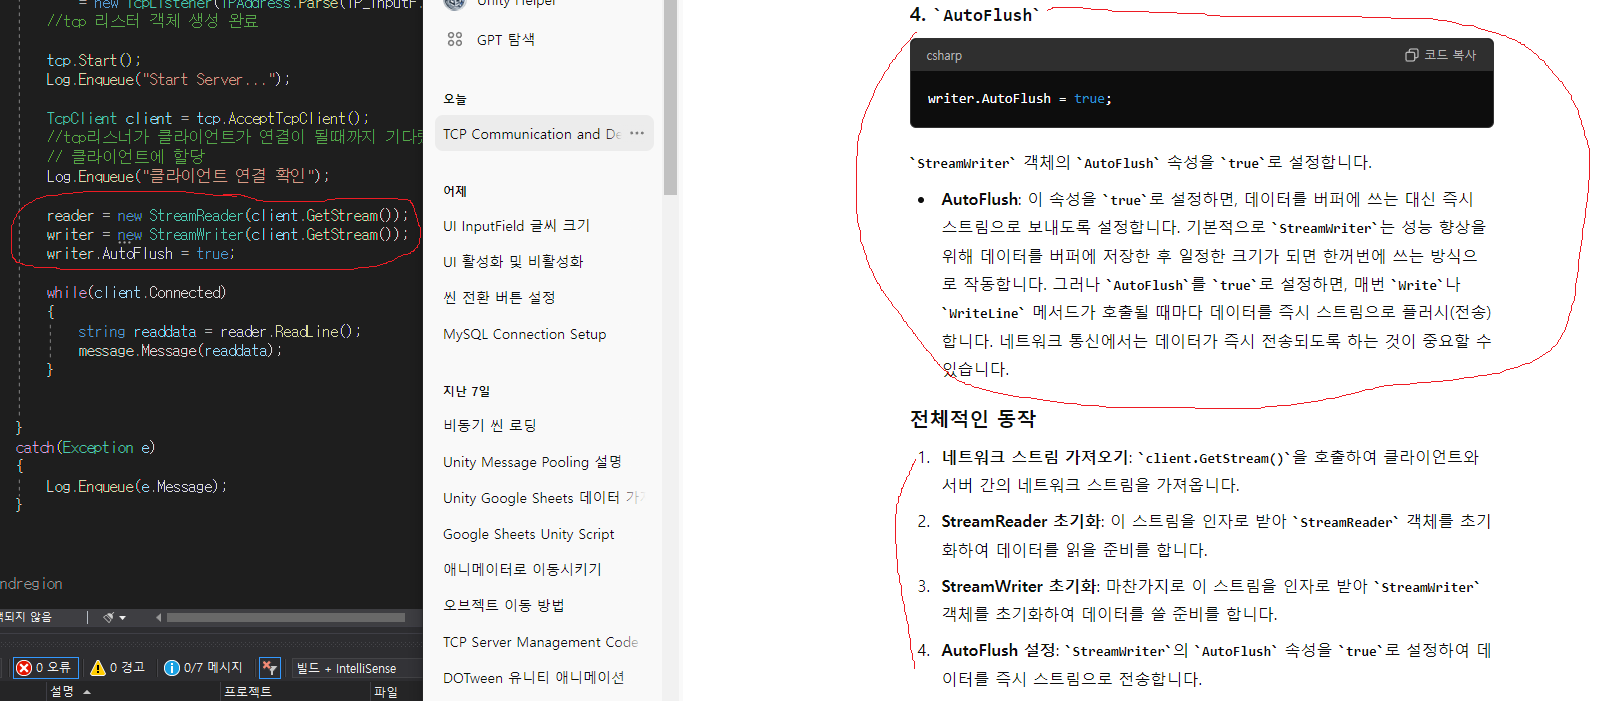 = new TcpListener(IPAddress.Parse(IP_InputF.
//tcp 리스터 객체 생성 완료
tcp.Start();
Log.Enqueue("Start Server...");
TcpClient client = tcp.AcceptTcpClient();
//tcp리스너가 클라이언트가 연결이 될때까지 기다렷
// 클라이언트에 할당
Log.Enqueue("클라이언트 연결 확인");
reader = new StreamReader(client.GetStream());
writer = new StreamWriter(client.GetStream());
writer.AutoFlush = true;
while(client.Connected)
{
string readdata = reader.ReadLine();
message.Message(readdata);
}
}
catch(Exception e)
{
Log.Enqueue(e.Message);
}
ndregion
되지 않음
0 오류
0 경고
0/7 메시지
빌드 + IntelliSense
설명
프로젝트
파일
Unity Helper
GPT 탐색
오늘
TCP Communication and De
어제
UI InputField 글씨 크기
UI 활성화 및 비활성화
씬 전환 버튼 설정
MySQL Connection Setup
지난 7일
비동기 씬 로딩
Unity Message Pooling 설명
Unity Google Sheets 데이터 가져
Google Sheets Unity Script
애니메이터로 이동시키기
오브젝트 이동 방법
TCP Server Management Code
DOTween 유니티 애니메이션
4. `AutoFlush`
csharp
코드 복사
writer.AutoFlush = true;
`StreamWriter` 객체의 `AutoFlush` 속성을 `true`로 설정합니다.
• AutoFlush: 이 속성을 `true`로 설정하면, 데이터를 버퍼에 쓰는 대신 즉시
스트림으로 보내도록 설정합니다. 기본적으로 `StreamWriter`는 성능 향상을
위해 데이터를 버퍼에 저장한 후 일정한 크기가 되면 한꺼번에 쓰는 방식으
로 작동합니다. 그러나 `AutoFlush`를 `true`로 설정하면, 매번 `Write`나
`WriteLine` 메서드가 호출될 때마다 데이터를 즉시 스트림으로 플러시(전송)
합니다. 네트워크 통신에서는 데이터가 즉시 전송되도록 하는 것이 중요할 수
있습니다.
전체적인 동작
1. 네트워크 스트림 가져오기: `client.GetStream()`을 호출하여 클라이언트와
서버 간의 네트워크 스트림을 가져옵니다.
2. StreamReader 초기화: 이 스트림을 인자로 받아 `StreamReader` 객체를 초기
화하여 데이터를 읽을 준비를 합니다.
3. StreamWriter 초기화: 마찬가지로 이 스트림을 인자로 받아 `StreamWriter`
객체를 초기화하여 데이터를 쓸 준비를 합니다.
4. AutoFlush 설정: `StreamWriter`의 `AutoFlush` 속성을 `true`로 설정하여 데
이터를 즉시 스트림으로 전송합니다.